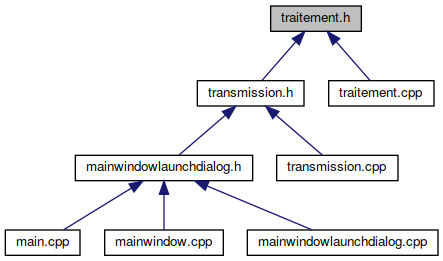 traitement.h
transmission.h
traitement.cpp
mainwindowlaunchdialog.h
transmission.cpp
main.cpp
mainwindow.cpp
mainwindowlaunchdialog.cpp